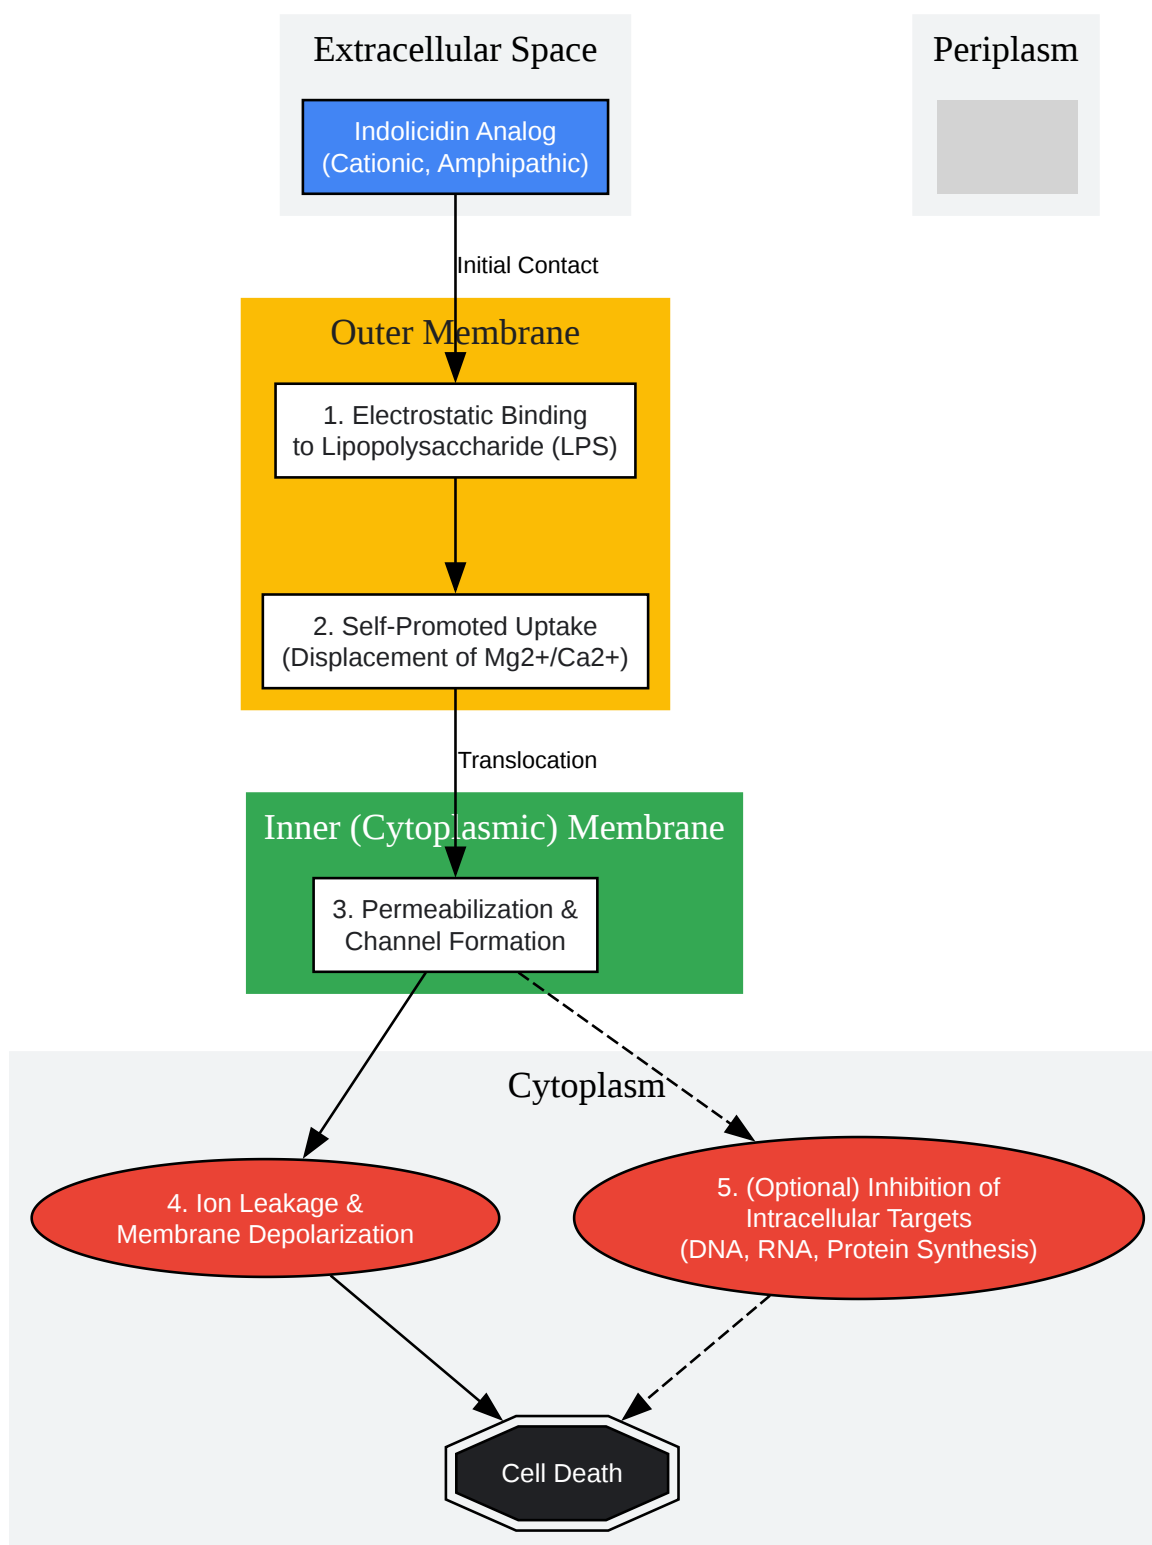 Extracellular Space
Periplasm
Indolicidin Analog
(Cationic, Amphipathic)
Initial Contact
Outer Membrane
1. Electrostatic Binding
to Lipopolysaccharide (LPS)
2. Self-Promoted Uptake
(Displacement of Mg2+/Ca2+)
Translocation
Inner (Cytoplasmic) Membrane
3. Permeabilization &
Channel Formation
Cytoplasm
4. Ion Leakage &
Membrane Depolarization
5. (Optional) Inhibition of
Intracellular Targets
(DNA, RNA, Protein Synthesis)
Cell Death